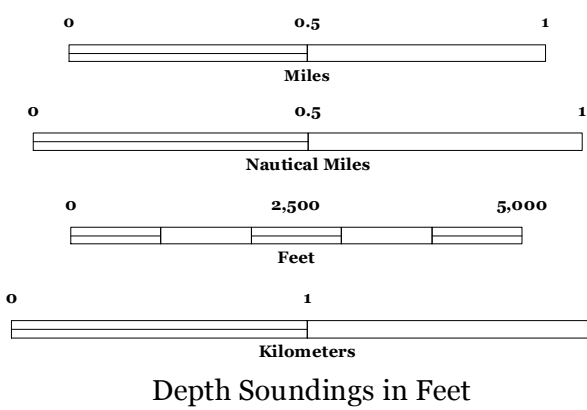 0 0.5 1
Miles
0 0.5 1
Nautical Miles
0 2,500 5,000
Feet
0 1
Kilometers
Depth Soundings in Feet